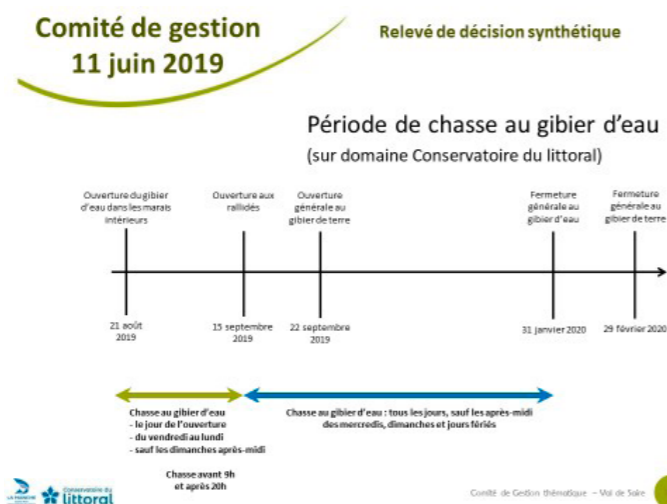 Comité de gestion
11 juin 2019
Relevé de décision synthétique
Période de chasse au gibier d'eau
(sur domaine Conservatoire du littoral)
Ouverture du gibier
d'eau dans les marais
intérieurs
Ouverture aux
rallidés
Ouverture
générale au
gibier de terre
Fermeture
générale au
gibier d'eau
Fermeture
générale au
gibier de terre
21 août
2019
15 septembre
2019
22 septembre
2019
31 janvier 2020
29 février 2020
Chasse au gibier d'eau
- le jour de l'ouverture
- du vendredi au lundi
- sauf les dimanches après-midi
Chasse avant 9h
et après 20h
Chasse au gibier d'eau : tous les jours, sauf les après-midi
des mercredis, dimanches et jours fériés
LA MANCHE
Conservatoire du
littoral
Comité de Gestion thématique – Val de Saire